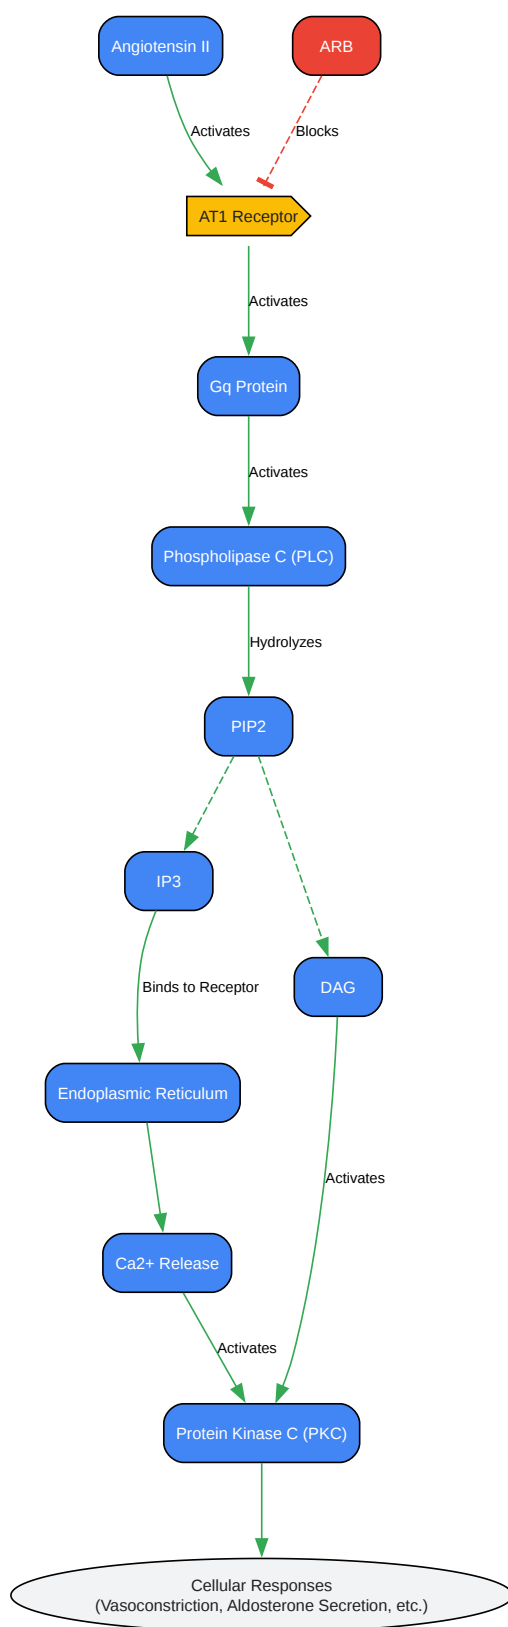 Angiotensin II
ARB
Activates
Blocks
AT1 Receptor
Activates
Gq Protein
Activates
Phospholipase C (PLC)
Hydrolyzes
PIP2
IP3
DAG
Binds to Receptor
Endoplasmic Reticulum
Activates
Ca2+ Release
Activates
Protein Kinase C (PKC)
Cellular Responses
(Vasoconstriction, Aldosterone Secretion, etc.)